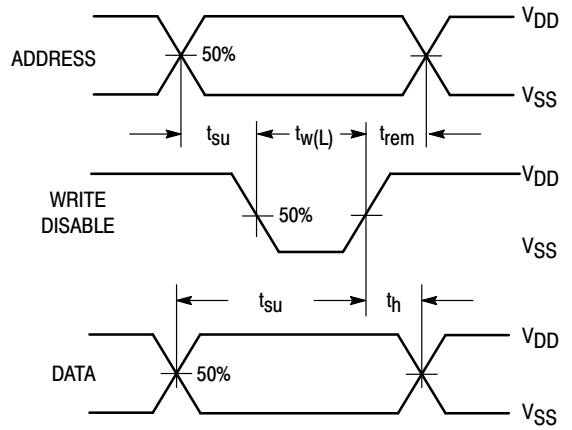 VDD
ADDRESS
50%
VSS
tsu
tw(L)
trem
VDD
WRITE
DISABLE
50%
VSS
tsu
th
VDD
DATA
50%
VSS